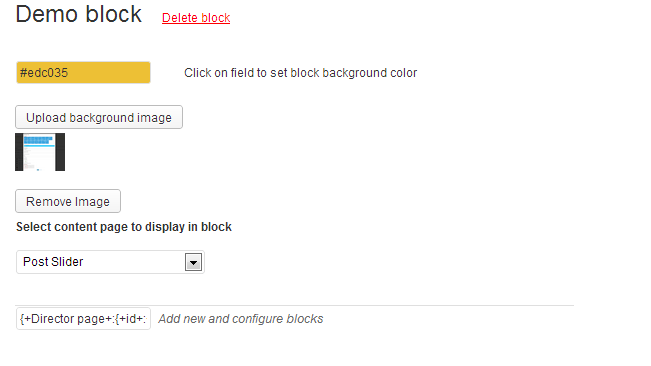 Demo block Delete block
#edc035 Click on field to set block background color
Upload background image
Remove Image
Select content page to display in block
Post Slider
{+Director page+:{+id+: Add new and configure blocks